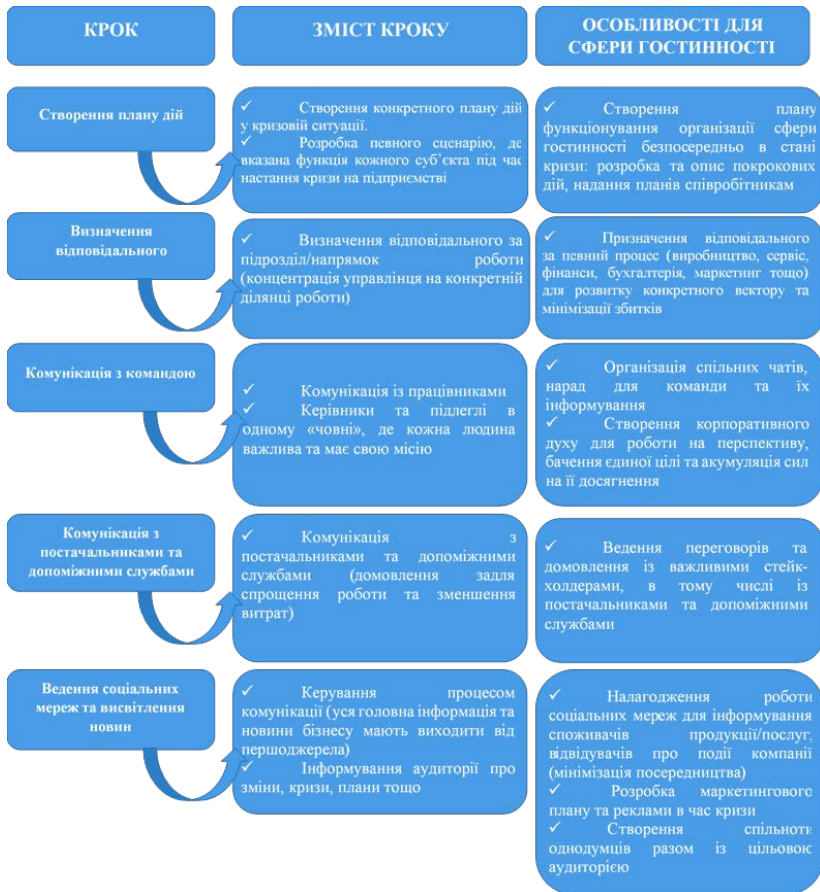 КРОК
ЗМІСТ КРОКУ
ОСОБЛИВОСТІ ДЛЯ
СФЕРИ ГОСТИННОСТІ
Створення плану дій
✓ Створення конкретного плану дій
у кризовій ситуації.
✓ Розробка певного сценарію, де
вказана функція кожного суб’єкта під час
настання кризи на підприємстві
✓ Створення плану
функціонування організації сфери
гостинності безпосередньо в стані
кризи: розробка та опис покрокових
дій, надання планів співробітникам
Визначення
відповідального
✓ Визначення відповідального за
підрозділ/напрямок роботи
(концентрація управлінця на конкретній
ділянці роботи)
✓ Призначення відповідального
за певний процес (виробництво, сервіс,
фінанси, бухгалтерія, маркетинг тощо)
для розвитку конкретного вектору та
мінімізації збитків
Комунікація з командою
✓ Комунікація із працівниками
✓ Керівники та підлеглі в
одному «човні», де кожна людина
важлива та має свою місію
✓ Організація спільних чатів,
нарад для команди та їх
інформування
✓ Створення корпоративного
духу для роботи на перспективу,
бачення єдиної цілі та акумуляція сил
на її досягнення
Комунікація з
постачальниками та
допоміжними службами
✓ Комунікація з
постачальниками та допоміжними
службами (домовлення задля
спрощення роботи та зменшення
витрат)
✓ Ведення переговорів та
домовлення із важливими стейк-
холдерами, в тому числі із
постачальниками та допоміжними
службами
Ведення соціальних
мереж та висвітлення
новин
✓ Керування процесом
комунікації (уся головна інформація та
новини бізнесу мають виходити від
першоджерела)
✓ Інформування аудиторії про
зміни, кризи, плани тощо
✓ Налагодження роботи
соціальних мереж для інформування
споживачів продукції/послуг,
відвідувачів про події компанії
(мінімізація посередництва)
✓ Розробка маркетингового
плану та реклами в час кризи
✓ Створення спільноти
однодумців разом із цільовою
аудиторією